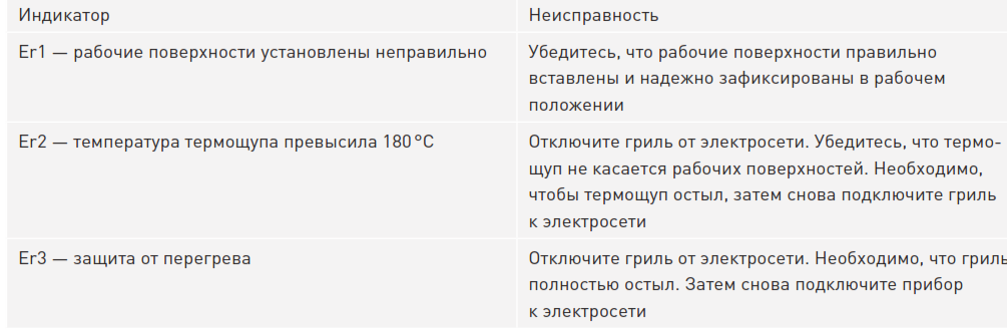 Индикатор
Неисправность
Er1 — рабочие поверхности установлены неправильно
Убедитесь, что рабочие поверхности правильно
вставлены и надежно зафиксированы в рабочем
положении
Er2 — температура термощупа превысила 180 °C
Отключите гриль от электросети. Убедитесь, что термо-
щуп не касается рабочих поверхностей. Необходимо,
чтобы термощуп остыл, затем снова подключите гриль
к электросети
Er3 — защита от перегрева
Отключите гриль от электросети. Необходимо, что гриль
полностью остыл. Затем снова подключите прибор
к электросети